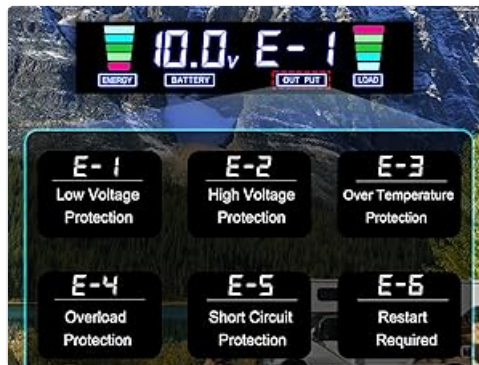 10.0V E-1
ENERGY BATTERY OUT PUT LOAD
E-1 E-2 E-3
Low Voltage High Voltage Over Temperature
Protection Protection Protection
E-4 E-5 E-6
Overload Short Circuit Restart
Protection Protection Required